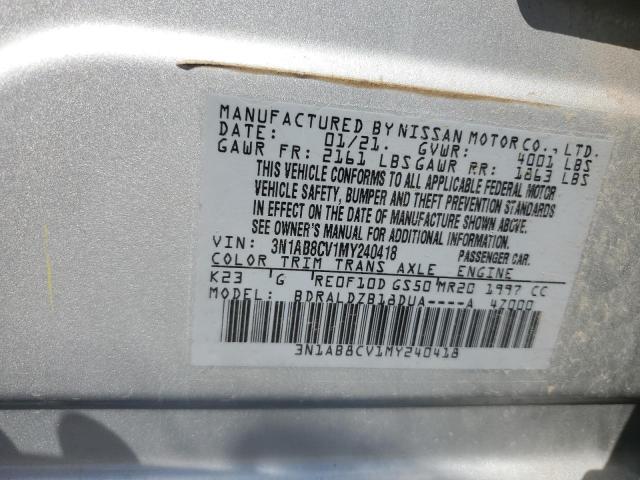 MANUFACTURED BY NISSAN MOTOR CO., LTD.
DATE: 01/21. GVWR: 4001 LBS
GAWR FR: 2161 LBS GAWR RR: 1863 LBS
THIS VEHICLE CONFORMS TO ALL APPLICABLE FEDERAL MOTOR
VEHICLE SAFETY, BUMPER AND THEFT PREVENTION STANDARDS
IN EFFECT ON THE DATE OF MANUFACTURE SHOWN ABOVE.
SEE OWNER'S MANUAL FOR ADDITIONAL INFORMATION.
VIN: 3N1AB8CV1MY240418 PASSENGER CAR.
COLOR TRIM TRANS AXLE ENGINE
K23 G RE0F10D GS50 MR20 1997 CC
MODEL: BDRALDZB18DUA----A 47000
3N1AB8CV1MY240418